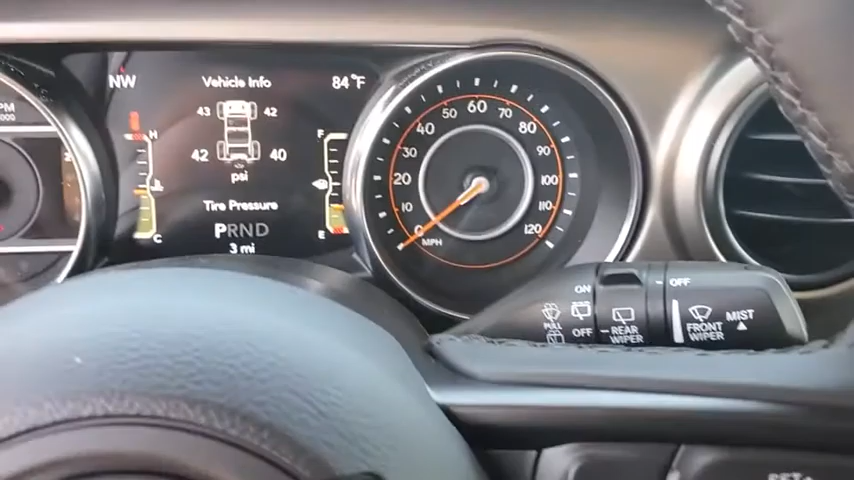 NW
Vehicle Info
84°F
43 42
42 40
psi
Tire Pressure
PRND
3 mi
H
C
F
E
0 10 20 30 40 50 60 70 80 90 100 110 120
MPH
ON
OFF
PULL
REAR
WIPER
OFF
FRONT
WIPER
MIST